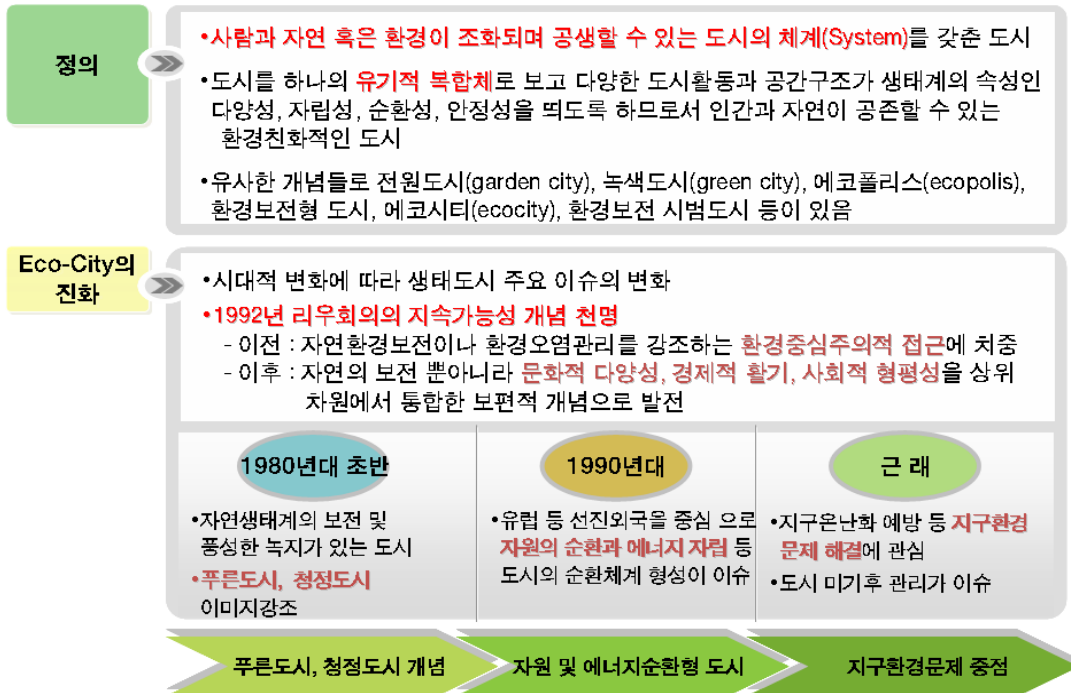 정의
•사람과 자연 혹은 환경이 조화되며 공생할 수 있는 도시의 체계(System)를 갖춘 도시
•도시를 하나의 유기적 복합체로 보고 다양한 도시활동과 공간구조가 생태계의 속성인
다양성, 자립성, 순환성, 안정성을 띄도록 하므로서 인간과 자연이 공존할 수 있는
환경친화적인 도시
•유사한 개념들로 전원도시(garden city), 녹색도시(green city), 에코폴리스(ecopolis),
환경보전형 도시, 에코시티(ecocity), 환경보전 시범도시 등이 있음
Eco-City의
진화
•시대적 변화에 따라 생태도시 주요 이슈의 변화
•1992년 리우회의의 지속가능성 개념 천명
- 이전 : 자연환경보전이나 환경오염관리를 강조하는 환경중심주의적 접근에 치중
- 이후 : 자연의 보전 뿐아니라 문화적 다양성, 경제적 활기, 사회적 형평성을 상위
차원에서 통합한 보편적 개념으로 발전
1980년대 초반
•자연생태계의 보전 및
풍성한 녹지가 있는 도시
•푸른도시, 청정도시
이미지강조
1990년대
•유럽 등 선진외국을 중심 으로
자원의 순환과 에너지 자립 등
도시의 순환체계 형성이 이슈
근 래
•지구온난화 예방 등 지구환경
문제 해결에 관심
•도시 미기후 관리가 이슈
푸른도시, 청정도시 개념
자원 및 에너지순환형 도시
지구환경문제 중점